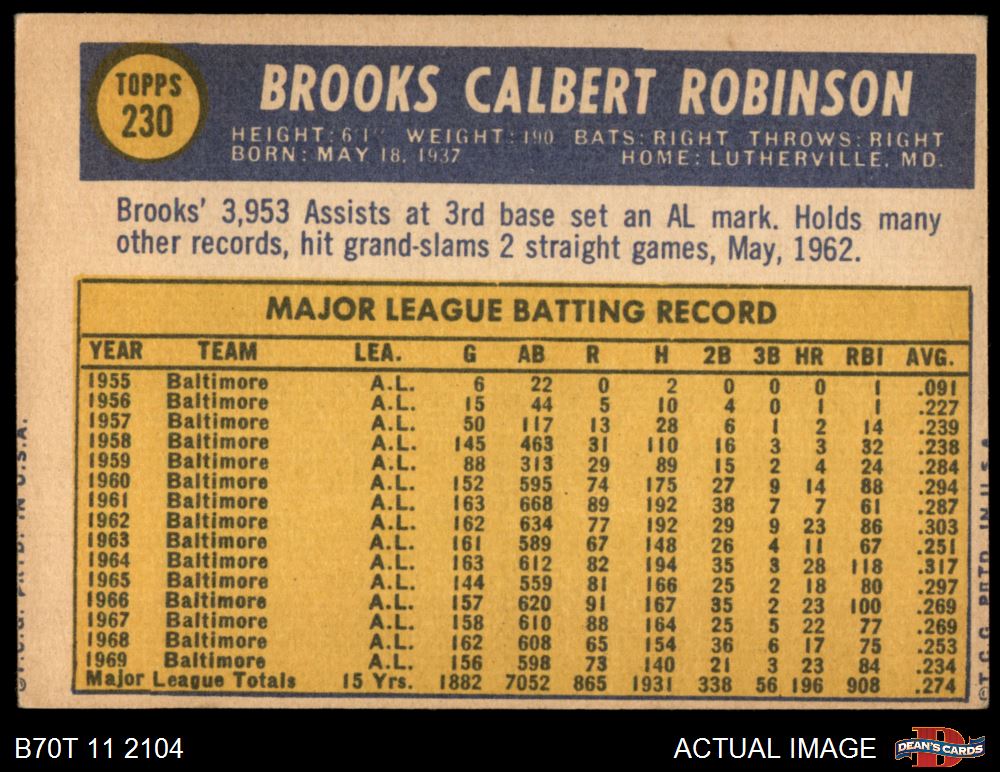 TOPPS
230
BROOKS CALBERT ROBINSON
HEIGHT: 6'1" WEIGHT: 190 BATS: RIGHT THROWS: RIGHT
BORN: MAY 18, 1937 HOME: LUTHERVILLE, MD.
Brooks' 3,953 Assists at 3rd base set an AL mark. Holds many
other records, hit grand-slams 2 straight games, May, 1962.
MAJOR LEAGUE BATTING RECORD
YEAR TEAM LEA. G AB R H 2B 3B HR RBI AVG.
1955 Baltimore A.L. 6 22 0 2 0 0 0 1 .091
1956 Baltimore A.L. 15 44 5 10 4 0 1 1 .227
1957 Baltimore A.L. 50 117 13 28 6 1 2 14 .239
1958 Baltimore A.L. 145 463 31 110 16 3 3 32 .238
1959 Baltimore A.L. 88 313 29 89 15 2 4 24 .284
1960 Baltimore A.L. 152 595 74 175 27 9 14 88 .294
1961 Baltimore A.L. 163 668 89 192 38 7 7 61 .287
1962 Baltimore A.L. 162 634 77 192 29 9 23 86 .303
1963 Baltimore A.L. 161 589 67 148 26 4 11 67 .251
1964 Baltimore A.L. 163 612 82 194 35 3 28 118 .317
1965 Baltimore A.L. 144 559 81 166 25 2 18 80 .297
1966 Baltimore A.L. 157 620 91 167 35 2 23 100 .269
1967 Baltimore A.L. 158 610 88 164 25 5 22 77 .269
1968 Baltimore A.L. 162 608 65 154 36 6 17 75 .253
1969 Baltimore A.L. 156 598 73 140 21 3 23 84 .234
Major League Totals 15 Yrs. 1882 7052 865 1931 338 56 196 908 .274
©T.C.G. PRTD. IN U.S.A.
B70T 11 2104
ACTUAL IMAGE
DEAN'S CARDS